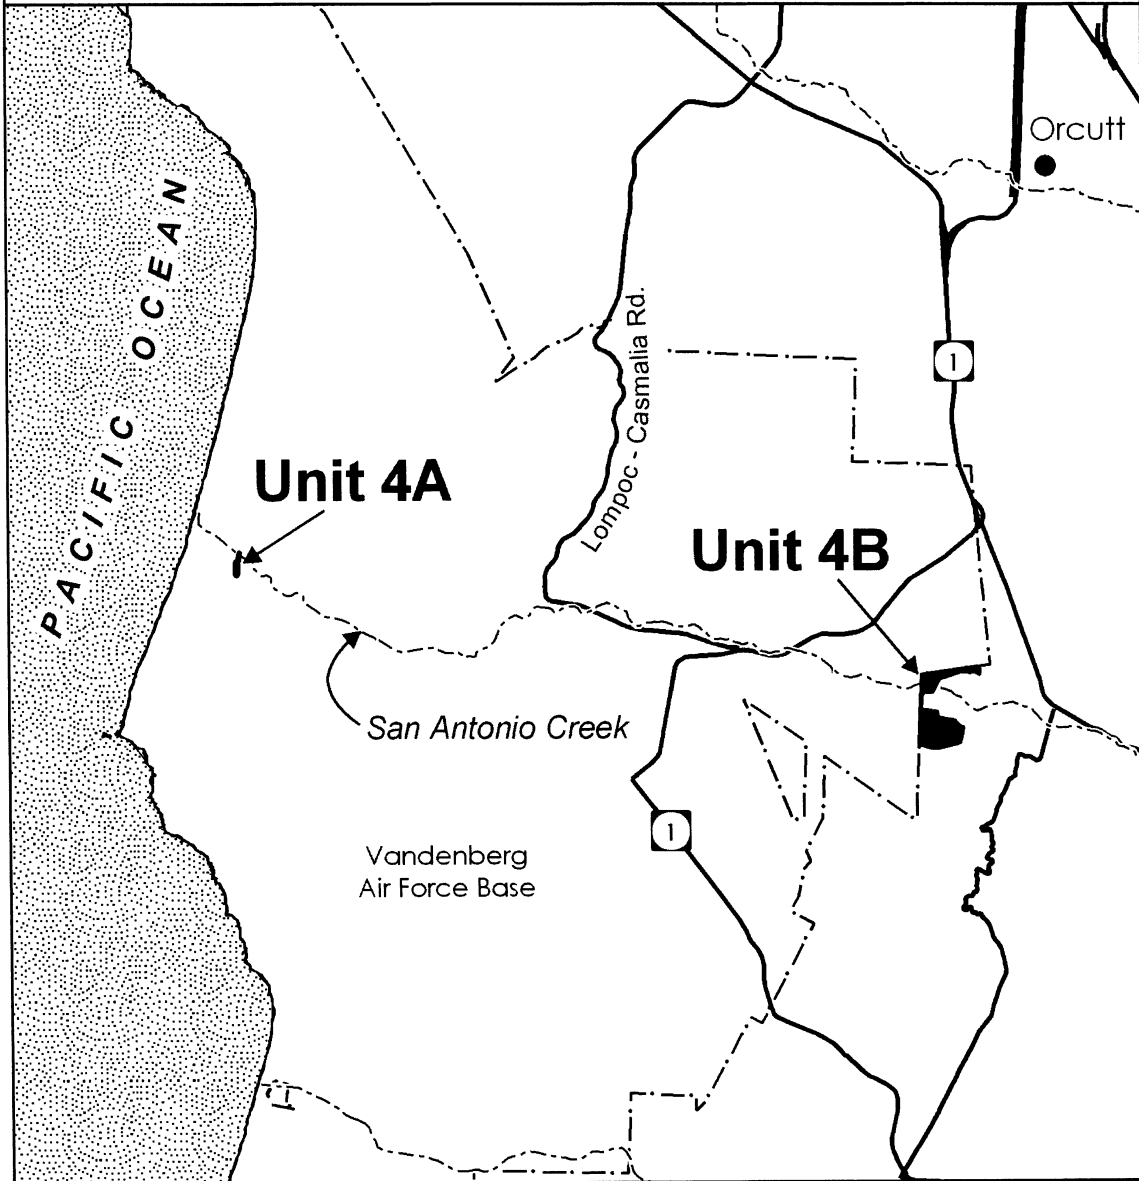 Orcutt
PACIFIC OCEAN
Lompoc - Casmalia Rd.
1
Unit 4A
Unit 4B
San Antonio Creek
1
Vandenberg
Air Force Base